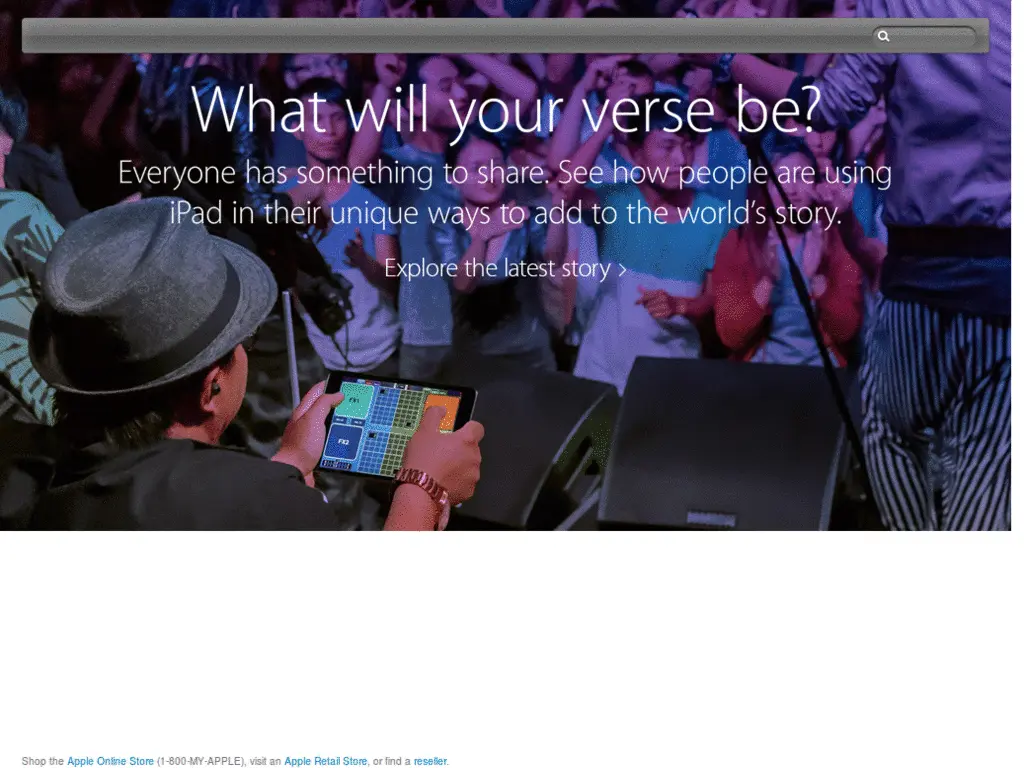 What will your verse be?
Everyone has something to share. See how people are using
iPad in their unique ways to add to the world's story.
Explore the latest story >
FX1
FX2
Shop the Apple Online Store (1-800-MY-APPLE), visit an Apple Retail Store, or find a reseller.